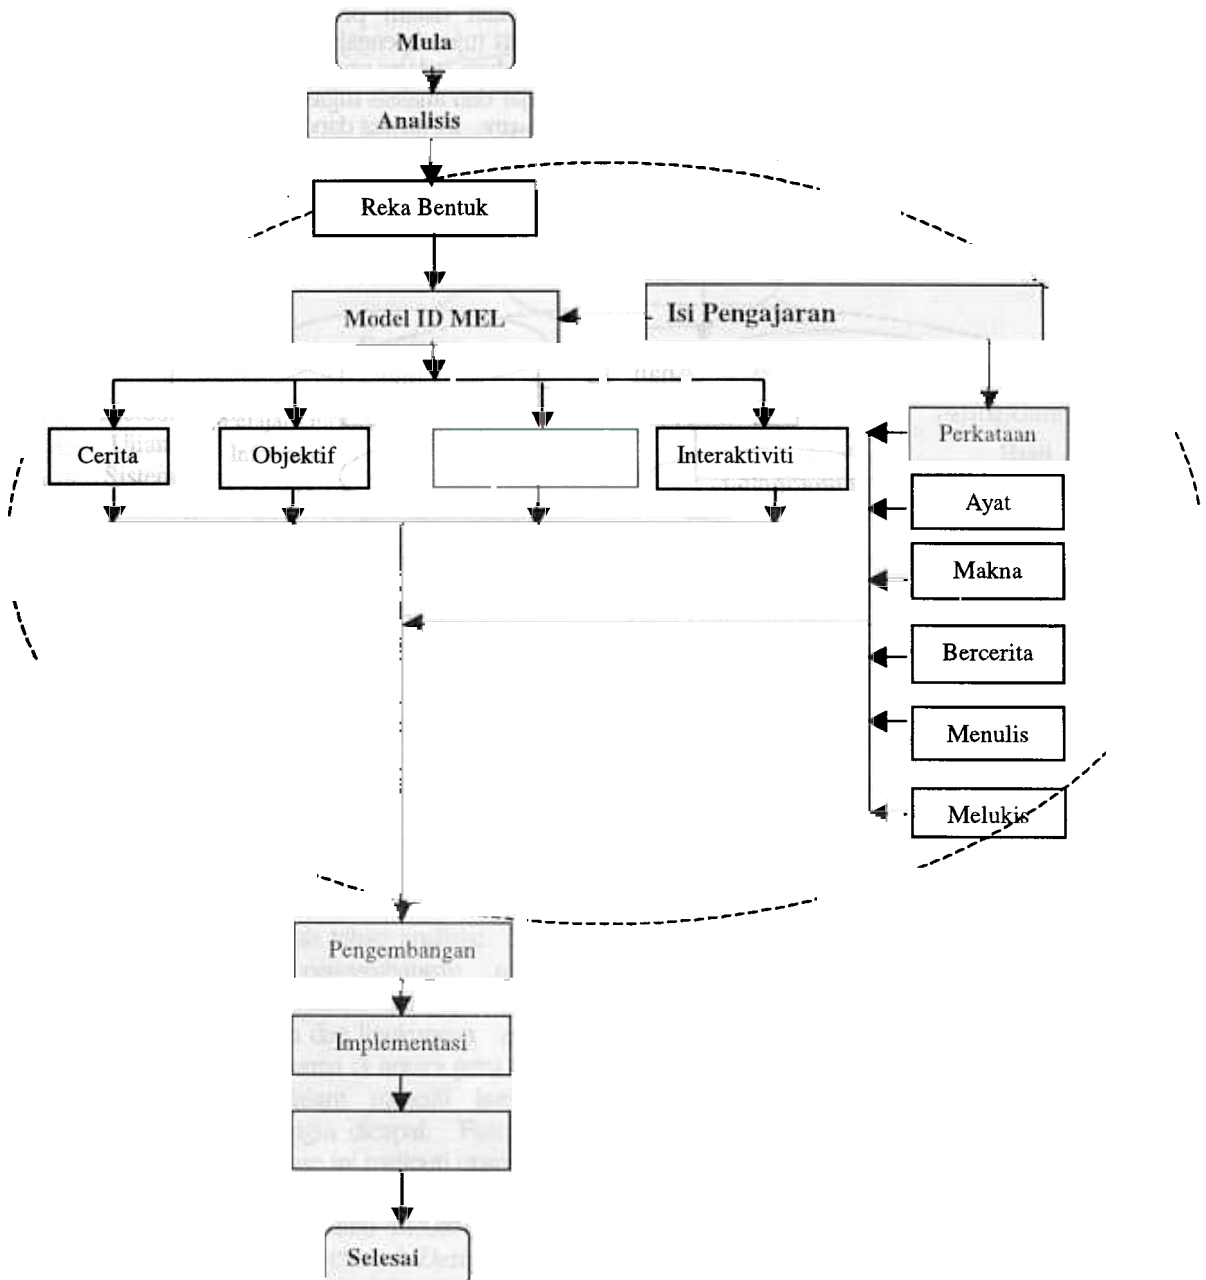 Mula
Analisis
Reka Bentuk
Model ID MEL
Isi Pengajaran
Cerita
Objektif
Interaktiviti
Perkataan
Ayat
Makna
Bercerita
Menulis
Melukis
Pengembangan
Implementasi
Selesai